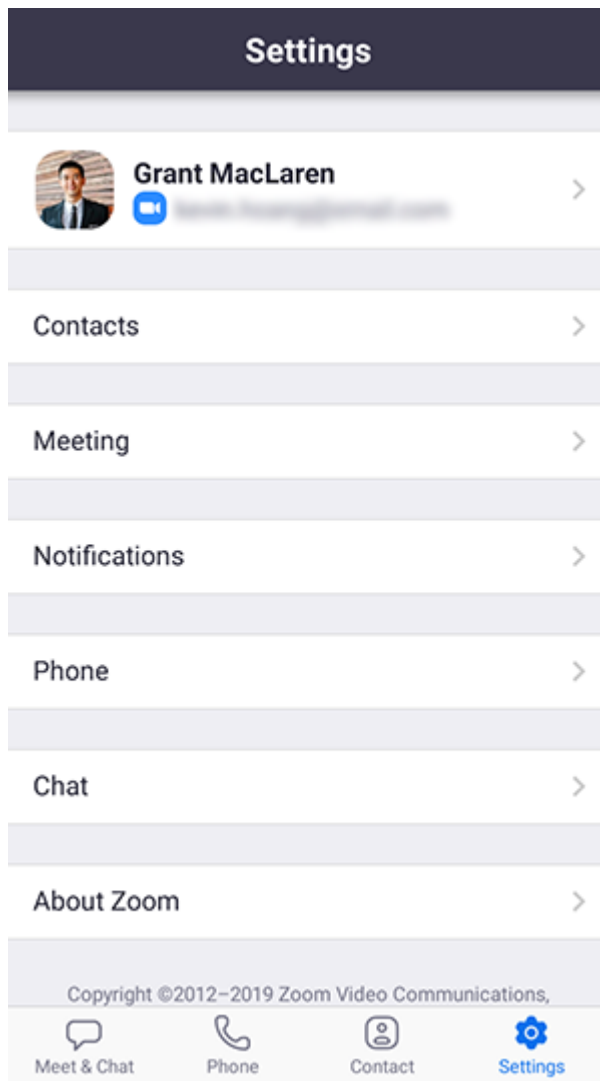 Settings
Grant MacLaren
Contacts
Meeting
Notifications
Phone
Chat
About Zoom
Copyright ©2012–2019 Zoom Video Communications,
Meet & Chat
Phone
Contact
Settings